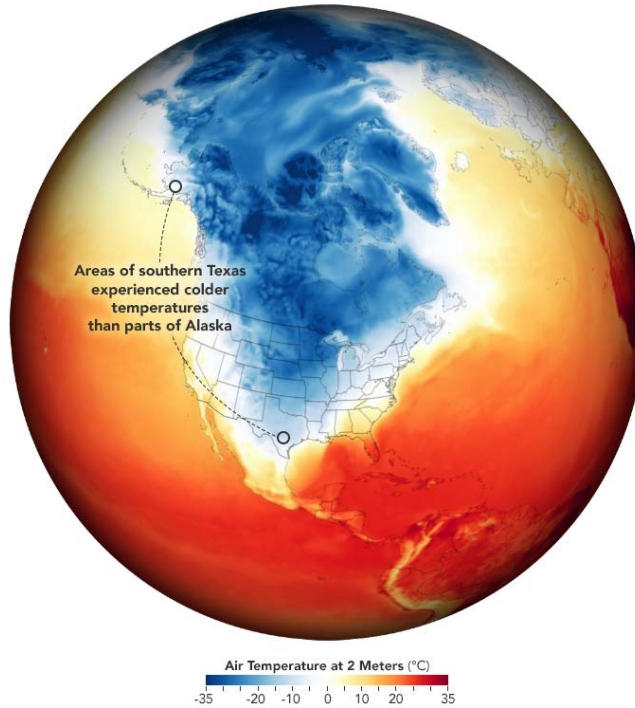 Areas of southern Texas
experienced colder
temperatures
than parts of Alaska
Air Temperature at 2 Meters (°C)
-35 -20 -10 0 10 20 35